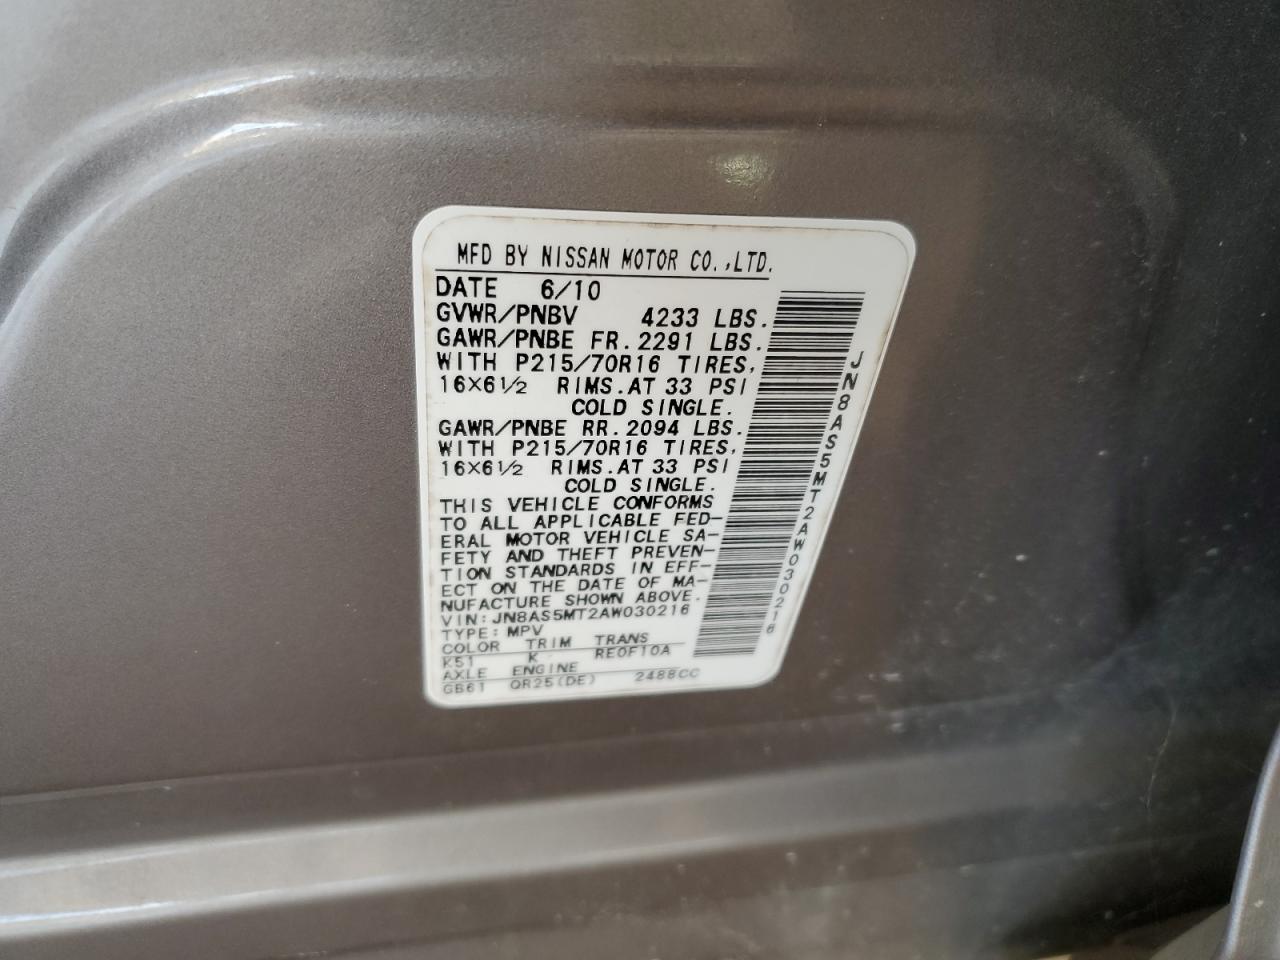 MFD BY NISSAN MOTOR CO.,LTD.
DATE 6/10
GVWR/PNBV 4233 LBS.
GAWR/PNBE FR. 2291 LBS.
WITH P215/70R16 TIRES,
16×6½ RIMS. AT 33 PSI
COLD SINGLE.
GAWR/PNBE RR. 2094 LBS.
WITH P215/70R16 TIRES,
16×6½ RIMS. AT 33 PSI
COLD SINGLE.
THIS VEHICLE CONFORMS
TO ALL APPLICABLE FED-
ERAL MOTOR VEHICLE SA-
FETY AND THEFT PREVEN-
TION STANDARDS IN EFF-
ECT ON THE DATE OF MA-
NUFACTURE SHOWN ABOVE.
VIN: JN8AS5MT2AW030216
TYPE: MPV
COLOR TRIM TRANS
K51 K RE0F10A
AXLE ENGINE
GB61 QR25(DE) 2488CC
JN8AS5MT2AW030216